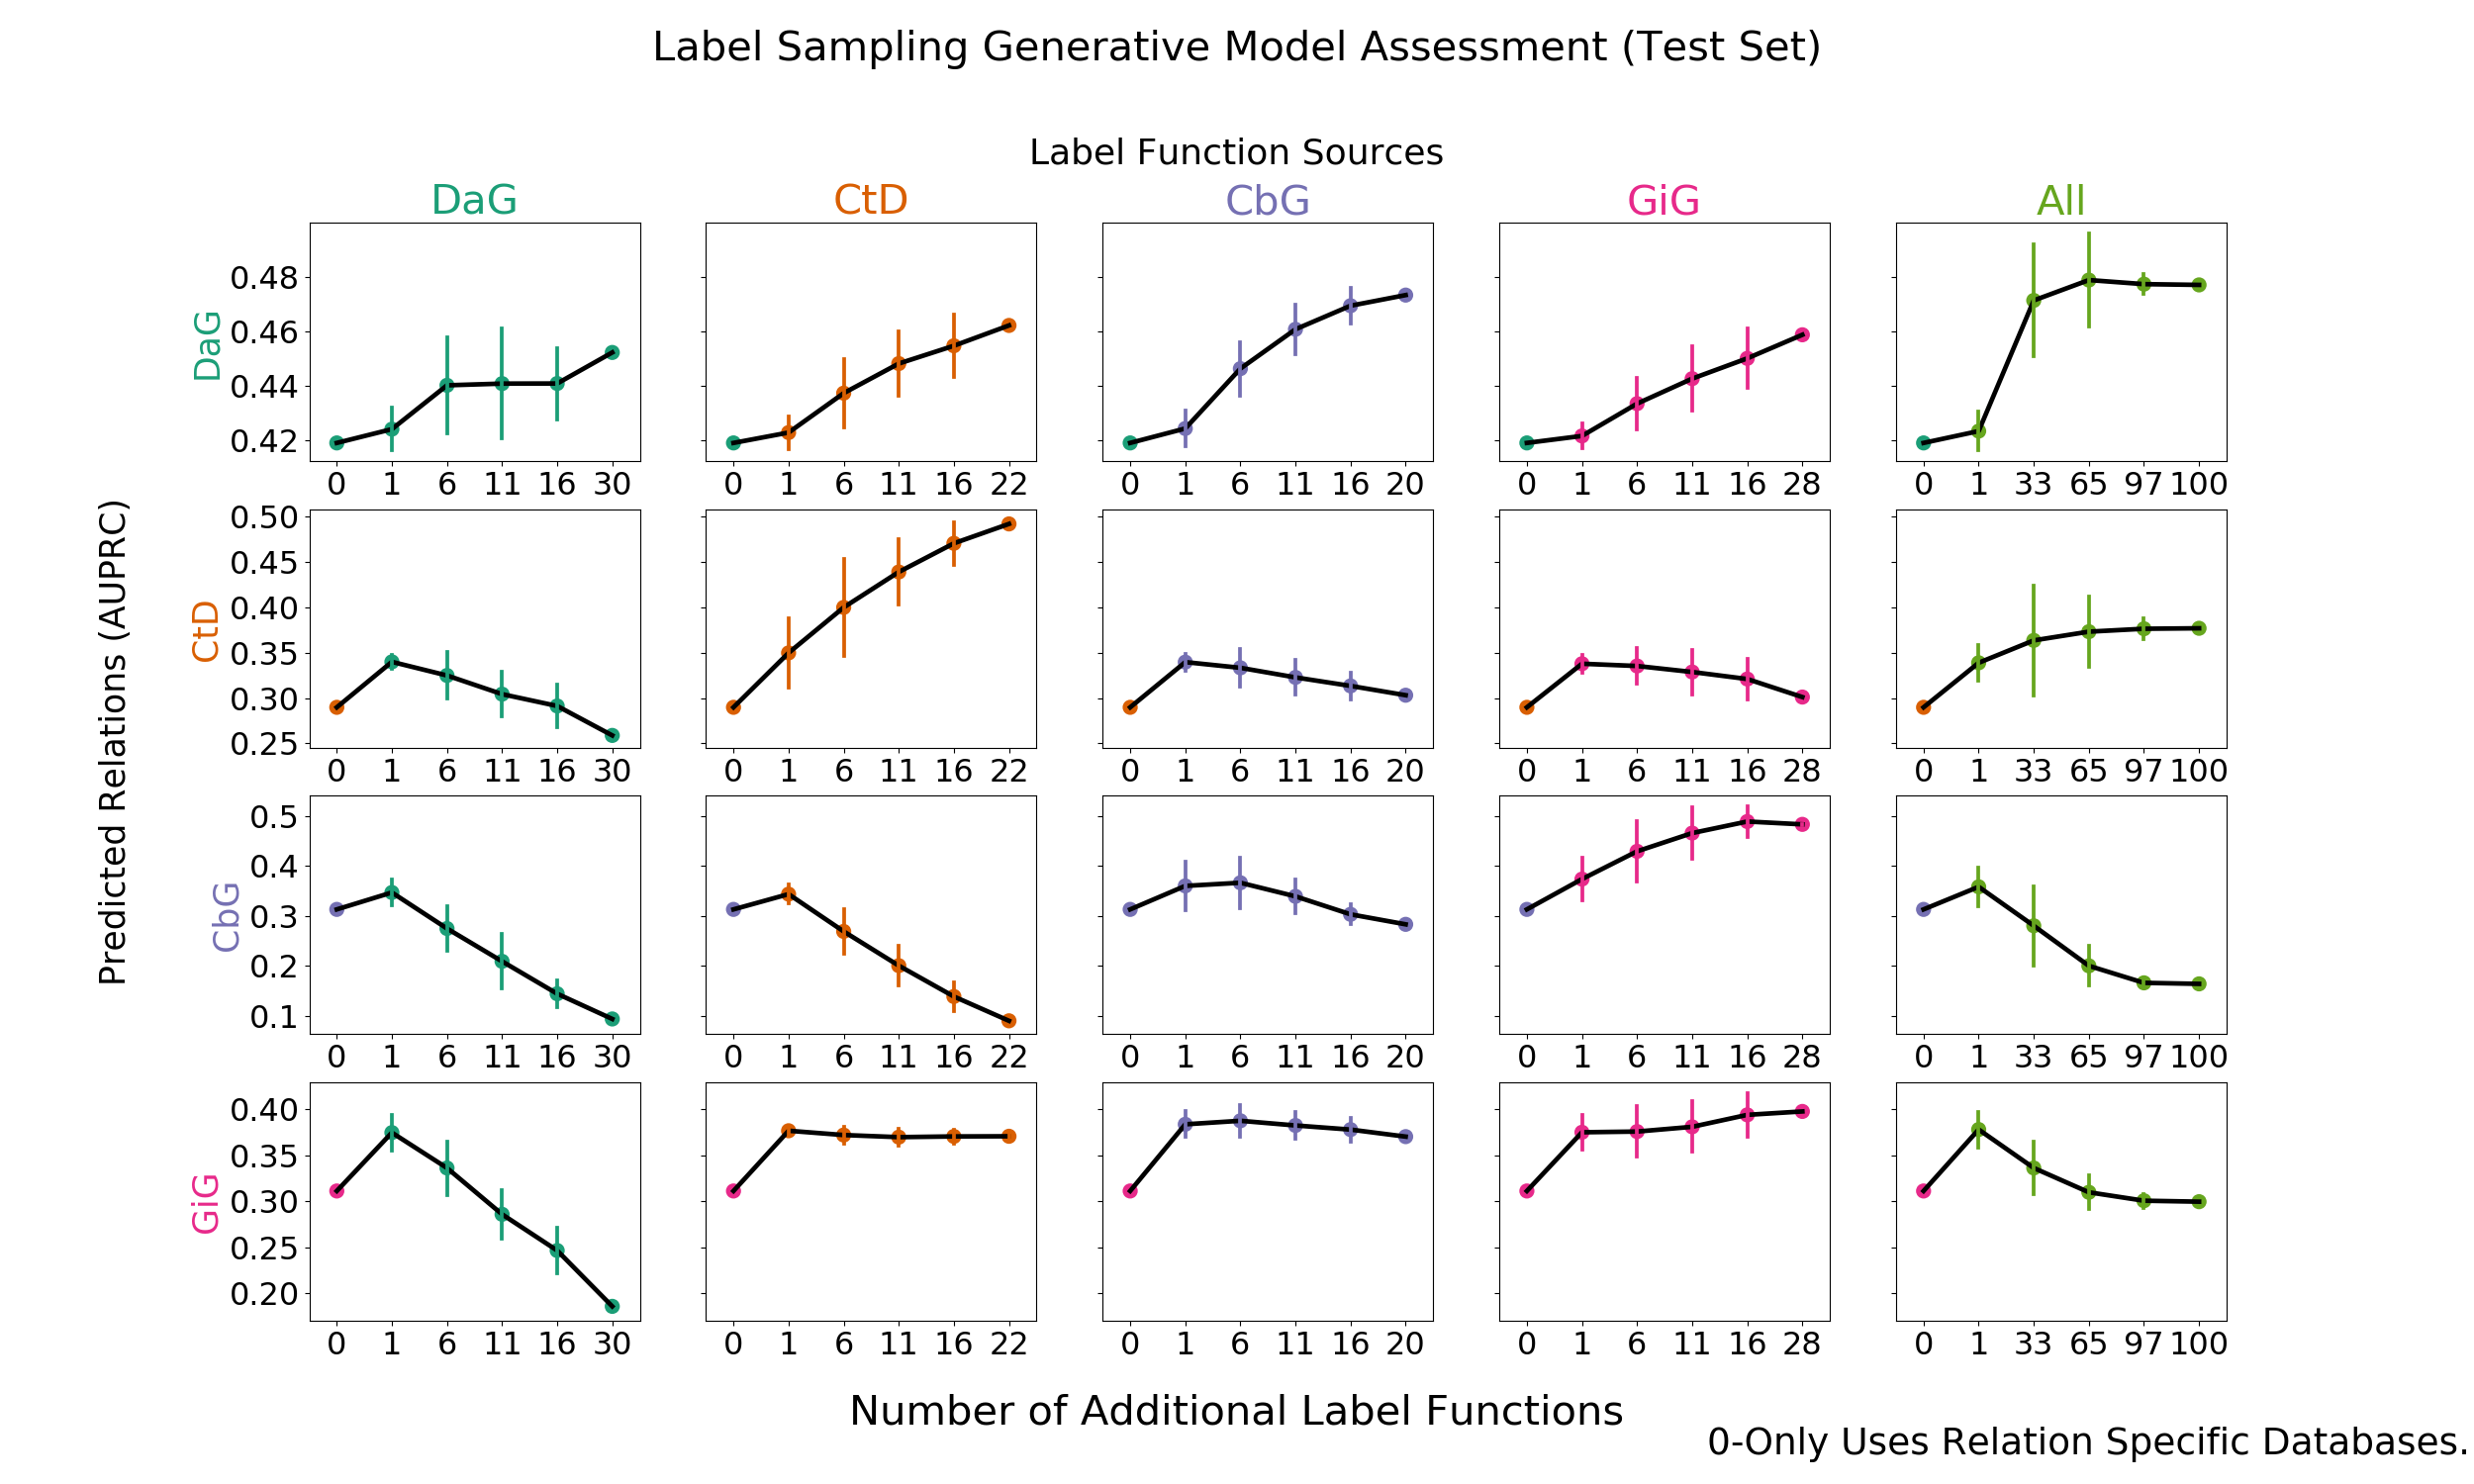 Label Sampling Generative Model Assessment (Test Set)
Label Function Sources
DaG CtD CbG GiG All
Predicted Relations (AUPRC)
DaG
0.48
0.46
0.44
0.42
0 1 6 11 16 30 0 1 6 11 16 22 0 1 6 11 16 20 0 1 6 11 16 28 0 1 33 65 97 100
CtD
0.50
0.45
0.40
0.35
0.30
0.25
0 1 6 11 16 30 0 1 6 11 16 22 0 1 6 11 16 20 0 1 6 11 16 28 0 1 33 65 97 100
CbG
0.5
0.4
0.3
0.2
0.1
0 1 6 11 16 30 0 1 6 11 16 22 0 1 6 11 16 20 0 1 6 11 16 28 0 1 33 65 97 100
GiG
0.40
0.35
0.30
0.25
0.20
0 1 6 11 16 30 0 1 6 11 16 22 0 1 6 11 16 20 0 1 6 11 16 28 0 1 33 65 97 100
Number of Additional Label Functions
0-Only Uses Relation Specific Databases.